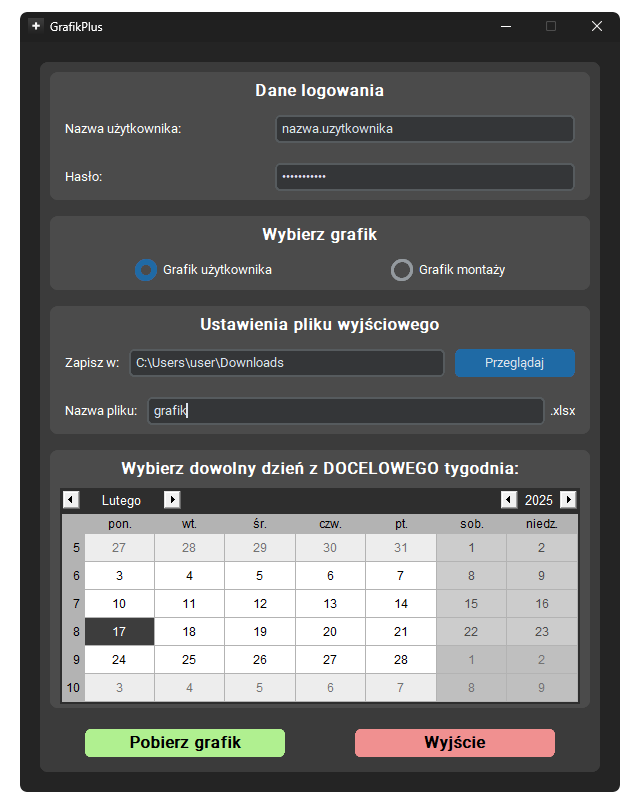 GrafikPlus
Dane logowania
Nazwa użytkownika: nazwa.uzytkownika
Hasło: •••••••••••
Wybierz grafik
Grafik użytkownika Grafik montaży
Ustawienia pliku wyjściowego
Zapisz w: C:\Users\user\Downloads Przeglądaj
Nazwa pliku: grafik .xlsx
Wybierz dowolny dzień z DOCELOWEGO tygodnia:
Lutego 2025
pon. wt. śr. czw. pt. sob. niedz.
5 27 28 29 30 31 1 2
6 3 4 5 6 7 8 9
7 10 11 12 13 14 15 16
8 17 18 19 20 21 22 23
9 24 25 26 27 28 1 2
10 3 4 5 6 7 8 9
Pobierz grafik Wyjście